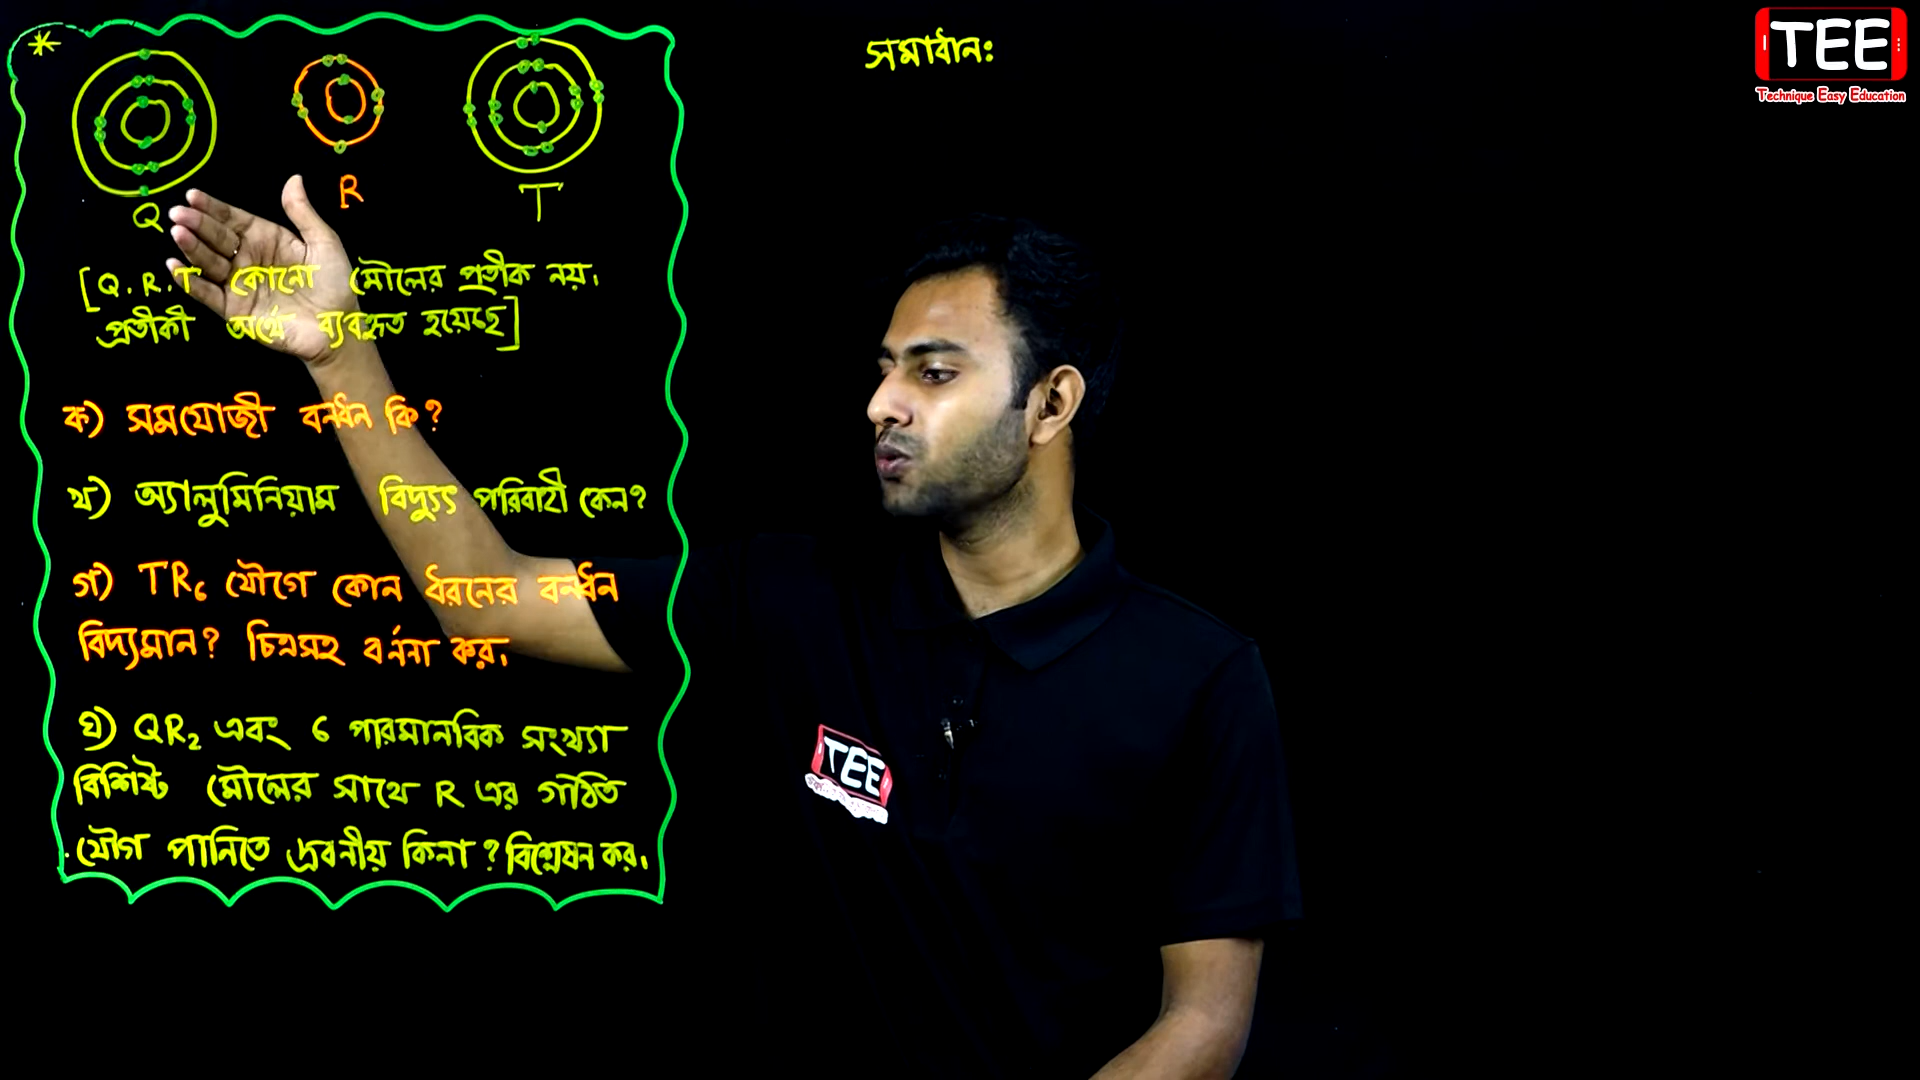 *
Q
R
T
[Q.R.T কোনো মৌলের প্রতীক নয়।
প্রতীকী অর্থে ব্যবহৃত হয়েছে]
ক) সমযোজী বন্ধন কি?
খ) অ্যালুমিনিয়াম বিদ্যুৎ পরিবাহী কেন?
গ) TR₆ যৌগে কোন ধরনের বন্ধন
বিদ্যমান? চিত্রসহ বর্ননা কর।
ঘ) QR₂ এবং 6 পারমানবিক সংখ্যা
বিশিষ্ট মৌলের সাথে R এর গঠিত
যৌগ পানিতে দ্রবনীয় কিনা? বিশ্লেষন কর।
সমাধানঃ
TEE
Technique Easy Education
TEE